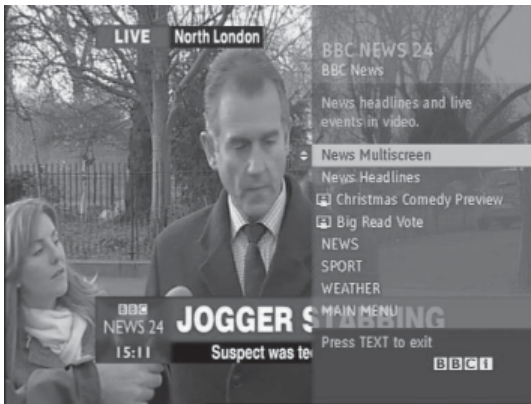 LIVE North London
BBC NEWS 24
BBC News
News headlines and live
events in video.
News Multiscreen
News Headlines
Christmas Comedy Preview
Big Read Vote
NEWS
SPORT
WEATHER
MAIN MENU
Press TEXT to exit
BBCi
BBC
NEWS 24
JOGGER STABBING
15:11
Suspect was